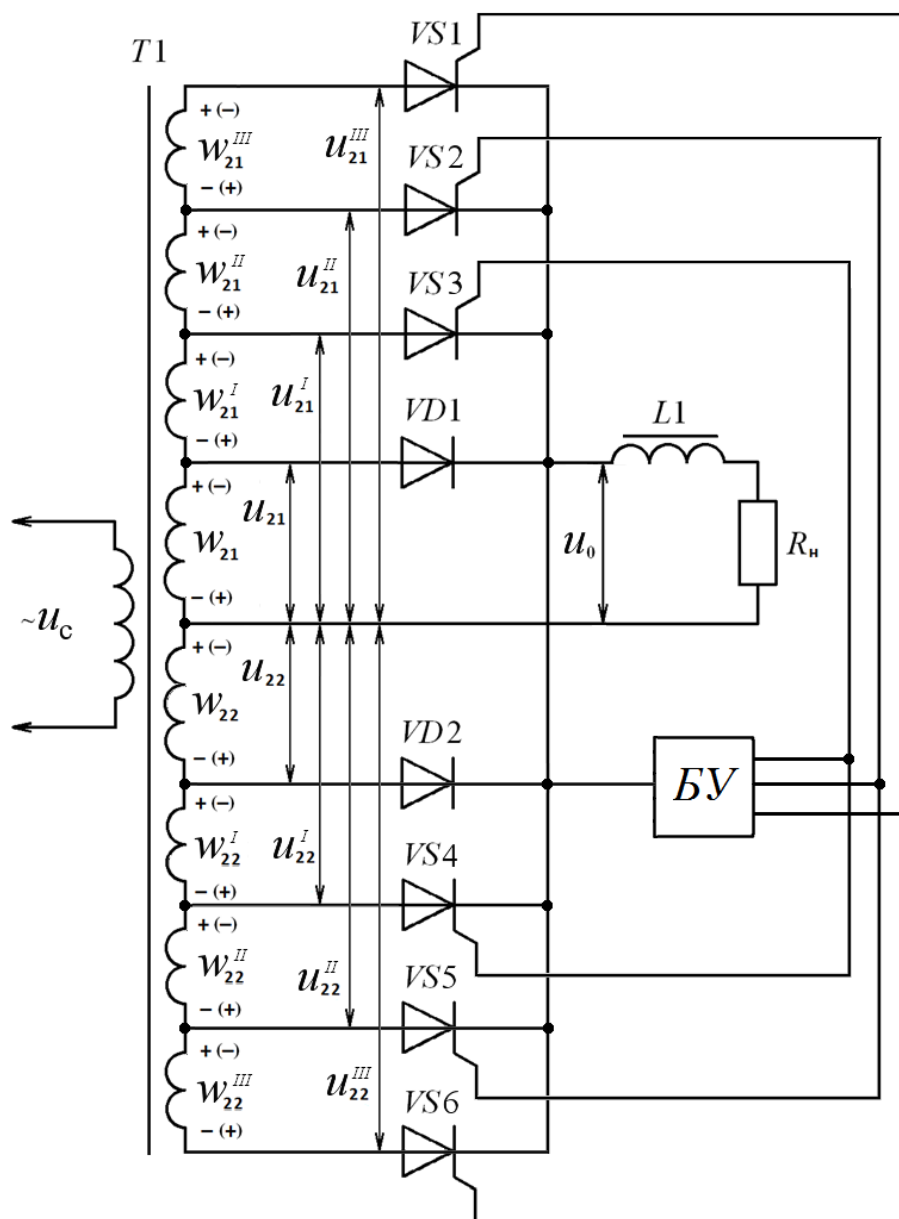 VS1
T1
+ (–)
w₂₁ᴵᴵᴵ
u₂₁ᴵᴵᴵ
VS2
– (+)
+ (–)
w₂₁ᴵᴵ
u₂₁ᴵᴵ
VS3
– (+)
+ (–)
w₂₁ᴵ
u₂₁ᴵ
VD1
L1
– (+)
+ (–)
u₂₁
w₂₁
u₀
Rн
– (+)
~uc
+ (–)
u₂₂
w₂₂
VD2
– (+)
БУ
+ (–)
w₂₂ᴵ
u₂₂ᴵ
VS4
– (+)
+ (–)
w₂₂ᴵᴵ
u₂₂ᴵᴵ
VS5
– (+)
+ (–)
w₂₂ᴵᴵᴵ
u₂₂ᴵᴵᴵ
VS6
– (+)